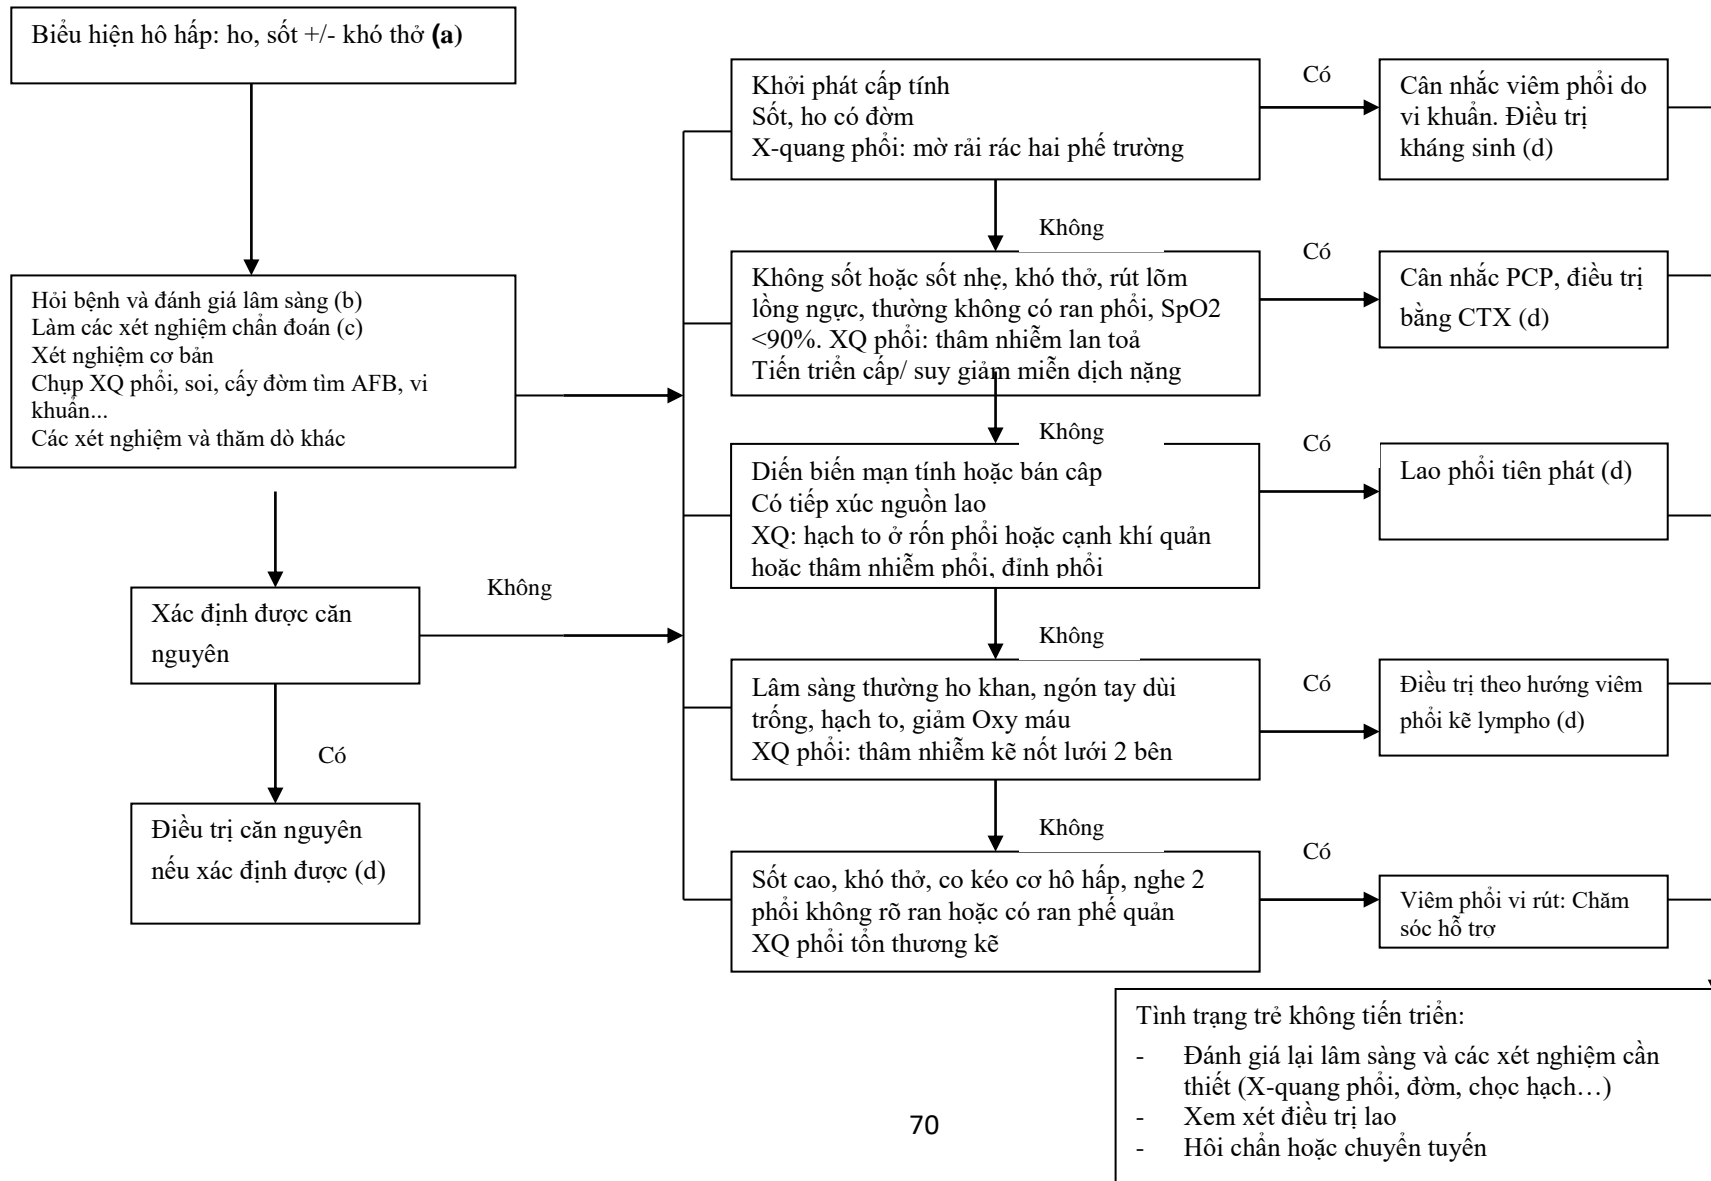 Biểu hiện hô hấp: ho, sốt +/- khó thở (a)
Hỏi bệnh và đánh giá lâm sàng (b)
Làm các xét nghiệm chẩn đoán (c)
Xét nghiệm cơ bản
Chụp XQ phổi, soi, cấy đờm tìm AFB, vi
khuẩn...
Các xét nghiệm và thăm dò khác
Xác định được căn
nguyên
Không
Có
Điều trị căn nguyên
nếu xác định được (d)
Khởi phát cấp tính
Sốt, ho có đờm
X-quang phổi: mờ rải rác hai phế trường
Có
Cân nhắc viêm phổi do
vi khuẩn. Điều trị
kháng sinh (d)
Không
Không sốt hoặc sốt nhẹ, khó thở, rút lõm
lồng ngực, thường không có ran phổi, SpO2
<90%. XQ phổi: thâm nhiễm lan toả
Tiến triển cấp/ suy giảm miễn dịch nặng
Có
Cân nhắc PCP, điều trị
bằng CTX (d)
Không
Diến biến mạn tính hoặc bán câp
Có tiếp xúc nguồn lao
XQ: hạch to ở rốn phổi hoặc cạnh khí quản
hoăc thâm nhiễm phổi, đỉnh phổi
Có
Lao phổi tiên phát (d)
Không
Lâm sàng thường ho khan, ngón tay dùi
trống, hạch to, giảm Oxy máu
XQ phổi: thâm nhiễm kẽ nốt lưới 2 bên
Có
Điều trị theo hướng viêm
phổi kẽ lympho (d)
Không
Sốt cao, khó thở, co kéo cơ hô hấp, nghe 2
phổi không rõ ran hoặc có ran phế quản
XQ phổi tổn thương kẽ
Có
Viêm phổi vi rút: Chăm
sóc hỗ trợ
Tình trạng trẻ không tiến triển:
- Đánh giá lại lâm sàng và các xét nghiệm cần
thiết (X-quang phổi, đờm, chọc hạch…)
- Xem xét điều trị lao
- Hôi chẩn hoặc chuyển tuyến
70